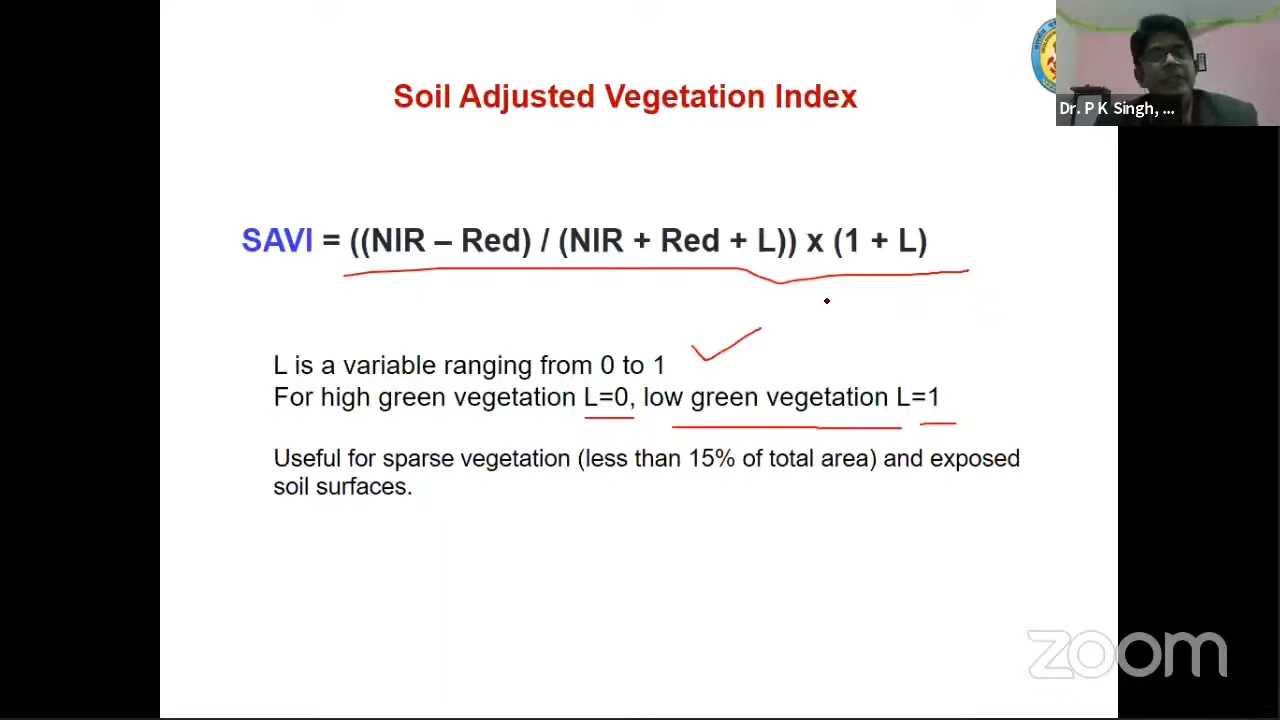 Soil Adjusted Vegetation Index
Dr. P K Singh, ...
SAVI = ((NIR – Red) / (NIR + Red + L)) x (1 + L)
L is a variable ranging from 0 to 1
For high green vegetation L=0, low green vegetation L=1
Useful for sparse vegetation (less than 15% of total area) and exposed
soil surfaces.
zoom